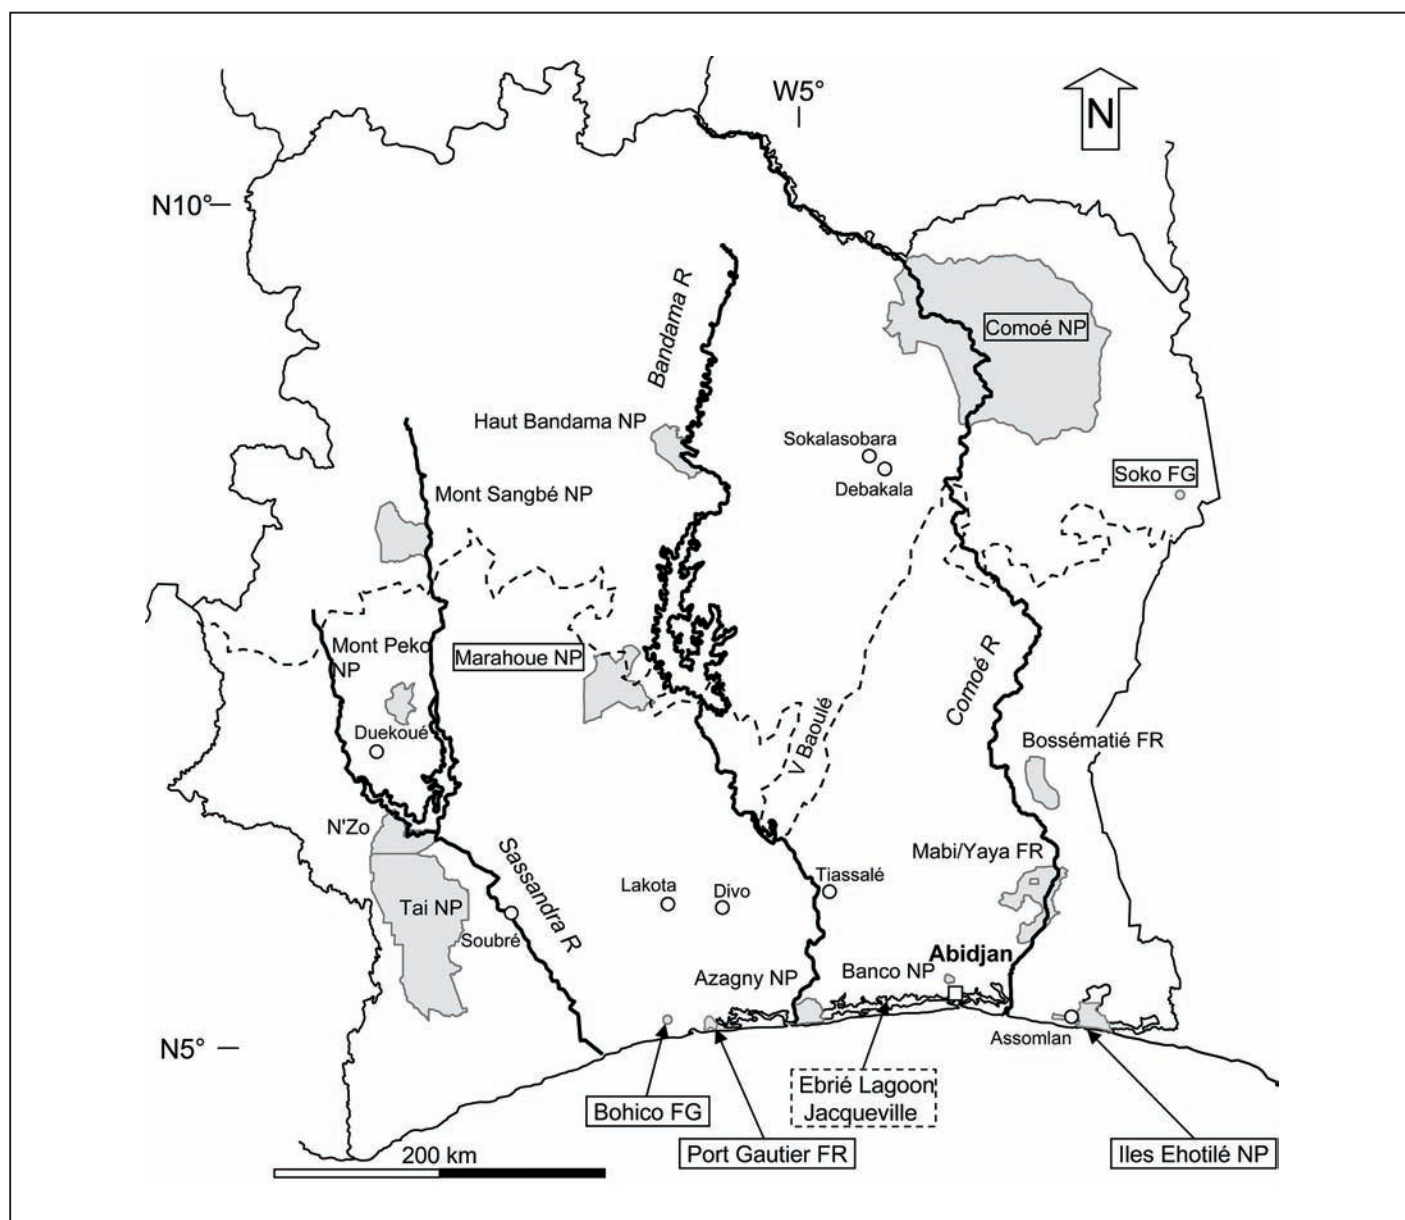 W5°
N
N10°
Bandama R
Comoé NP
Haut Bandama NP
Sokalasobara
Debakala
Soko FG
Mont Sangbé NP
Mont Peko
NP
Marahoue NP
Comoé R
V Baoulé
Duekoué
Bossématié FR
N'Zo
Sassandra R
Mabi/Yaya FR
Lakota
Divo
Tiassalé
Tai NP
Soubré
Abidjan
Azagny NP
Banco NP
Assomlan
N5°
Ebrié Lagoon
Jacqueville
Bohico FG
Port Gautier FR
Iles Ehotilé NP
200 km